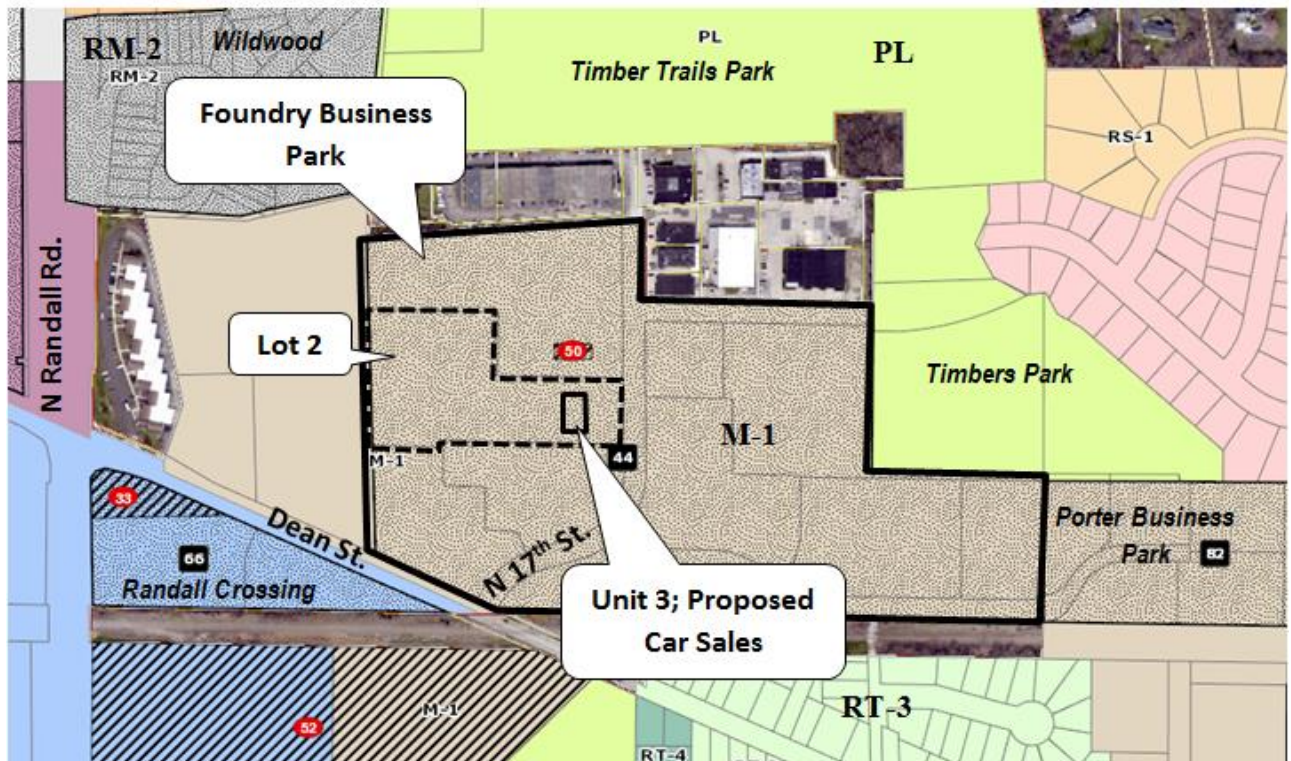 RM-2
Wildwood
RM-2
PL
PL
Timber Trails Park
Foundry Business
Park
RS-1
N Randall Rd.
Lot 2
50
Timbers Park
M-1
44
M-1
33
Dean St.
N 17th St.
66
Randall Crossing
Porter Business
Park
82
Unit 3; Proposed
Car Sales
M-1
52
RT-3
RT-4